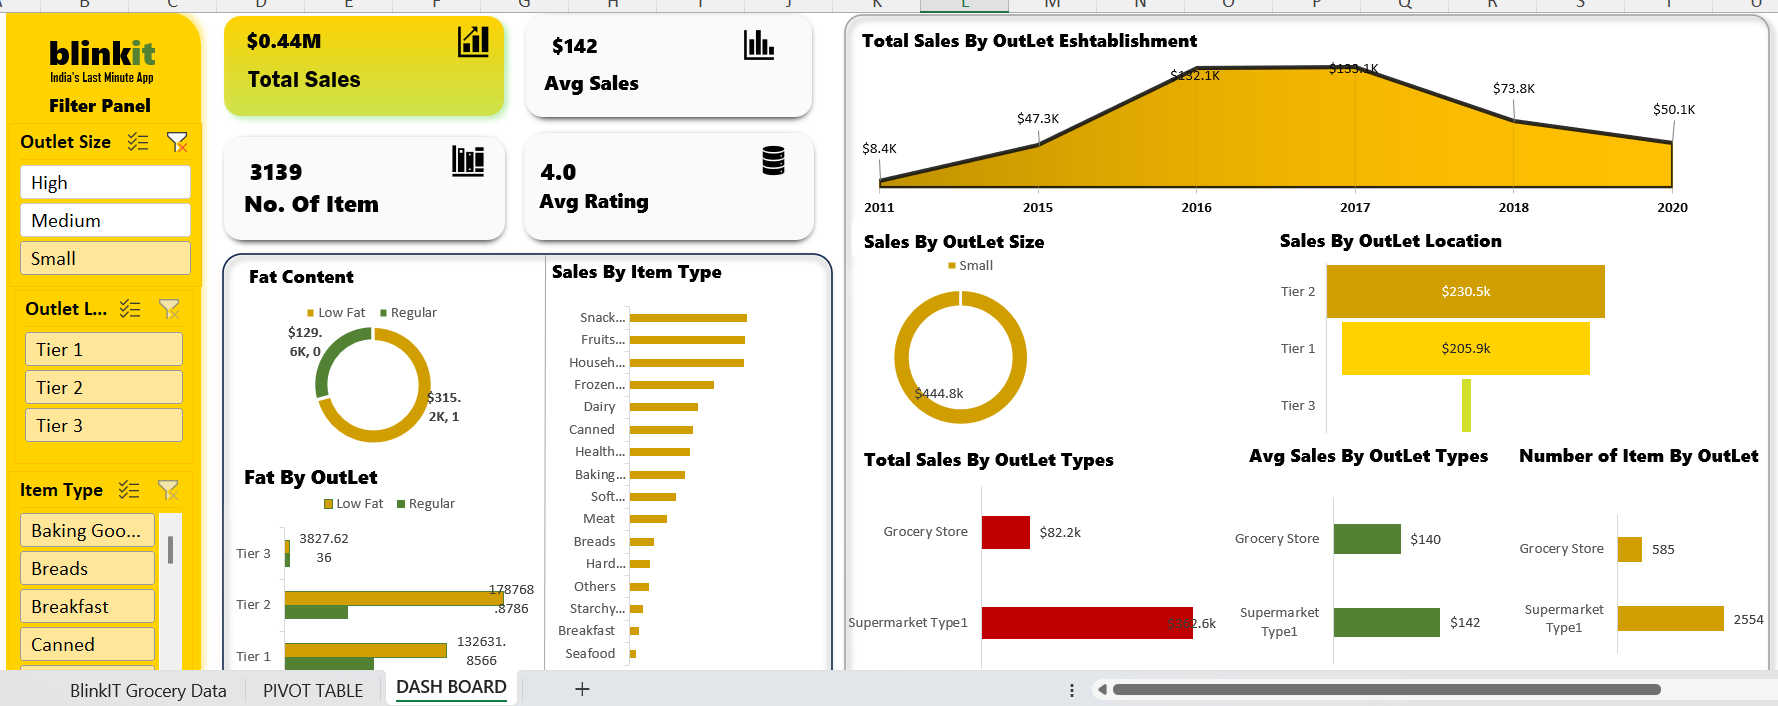 K L M N O P Q R S T U
blinkit
India's Last Minute App
Filter Panel
Outlet Size
High
Medium
Small
Outlet L...
Tier 1
Tier 2
Tier 3
Item Type
Baking Goo...
Breads
Breakfast
Canned
$0.44M
Total Sales
$142
Avg Sales
3139
No. Of Item
4.0
Avg Rating
Fat Content
Low Fat Regular
$129.
6K, 0
$315.
2K, 1
Fat By OutLet
Low Fat Regular
Tier 3
3827.62
36
Tier 2
178768
.8786
Tier 1
132631.
8566
Sales By Item Type
Snack...
Fruits...
Househ...
Frozen...
Dairy
Canned
Health...
Baking...
Soft...
Meat
Breads
Hard...
Others
Starchy...
Breakfast
Seafood
Total Sales By OutLet Eshtablishment
$8.4K
$47.3K
$132.1K
$133.1K
$73.8K
$50.1K
2011 2015 2016 2017 2018 2020
Sales By OutLet Size
Small
$444.8k
Sales By OutLet Location
Tier 2 $230.5k
Tier 1 $205.9k
Tier 3
Total Sales By OutLet Types
Grocery Store $82.2k
Supermarket Type1 $362.6k
Avg Sales By OutLet Types
Grocery Store $140
Supermarket
Type1
$142
Number of Item By OutLet
Grocery Store 585
Supermarket
Type1
2554
BlinkIT Grocery Data PIVOT TABLE DASH BOARD +